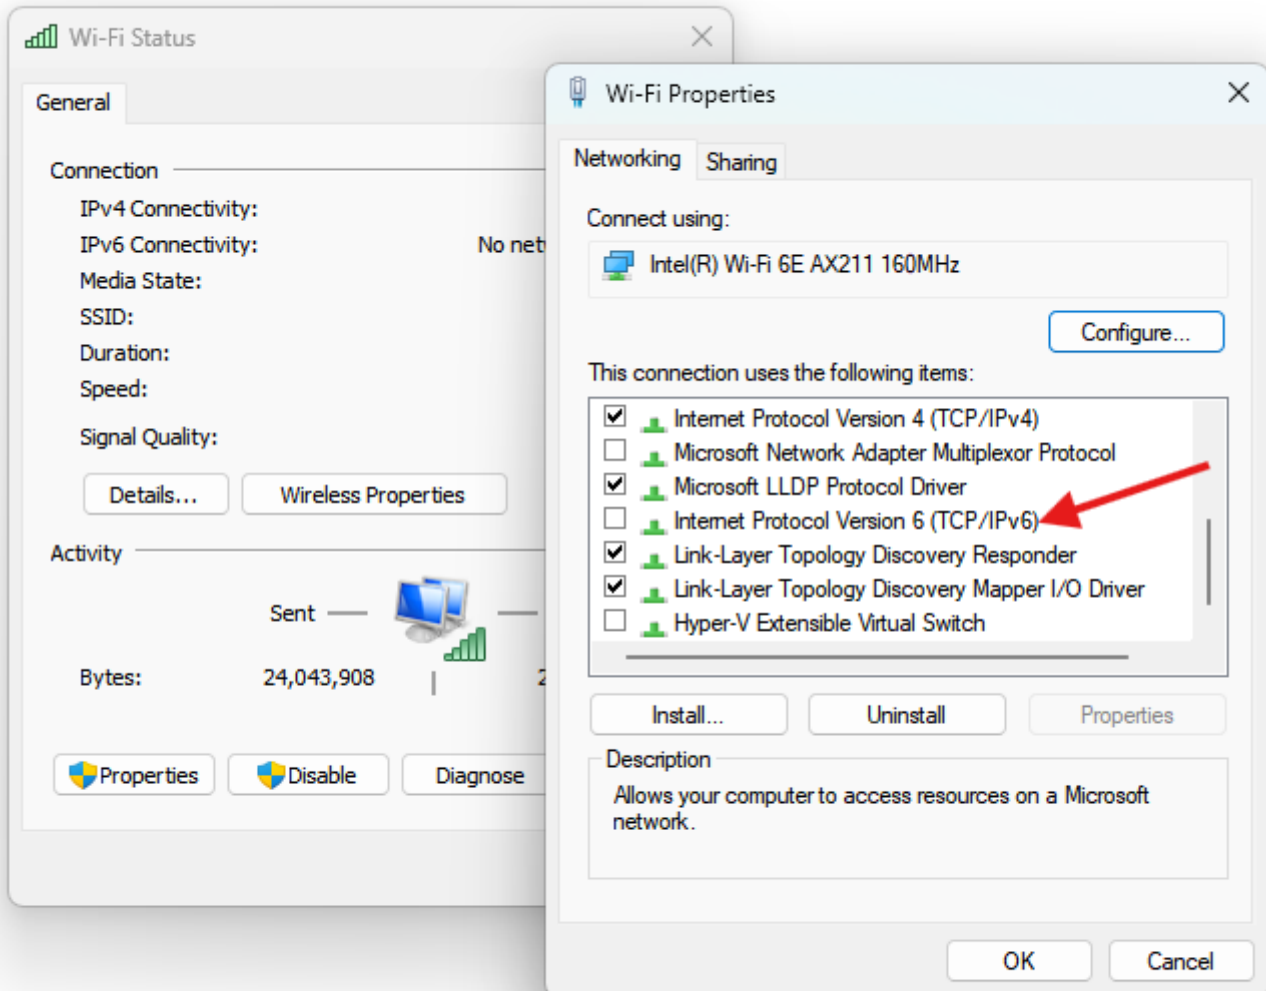 Wi-Fi Status
General
Connection
IPv4 Connectivity:
IPv6 Connectivity:
No net
Media State:
SSID:
Duration:
Speed:
Signal Quality:
Details...
Wireless Properties
Activity
Sent
Bytes:
24,043,908
2
Properties
Disable
Diagnose
Wi-Fi Properties
Networking
Sharing
Connect using:
Intel(R) Wi-Fi 6E AX211 160MHz
Configure...
This connection uses the following items:
Internet Protocol Version 4 (TCP/IPv4)
Microsoft Network Adapter Multiplexor Protocol
Microsoft LLDP Protocol Driver
Internet Protocol Version 6 (TCP/IPv6)
Link-Layer Topology Discovery Responder
Link-Layer Topology Discovery Mapper I/O Driver
Hyper-V Extensible Virtual Switch
Install...
Uninstall
Properties
Description
Allows your computer to access resources on a Microsoft
network.
OK
Cancel